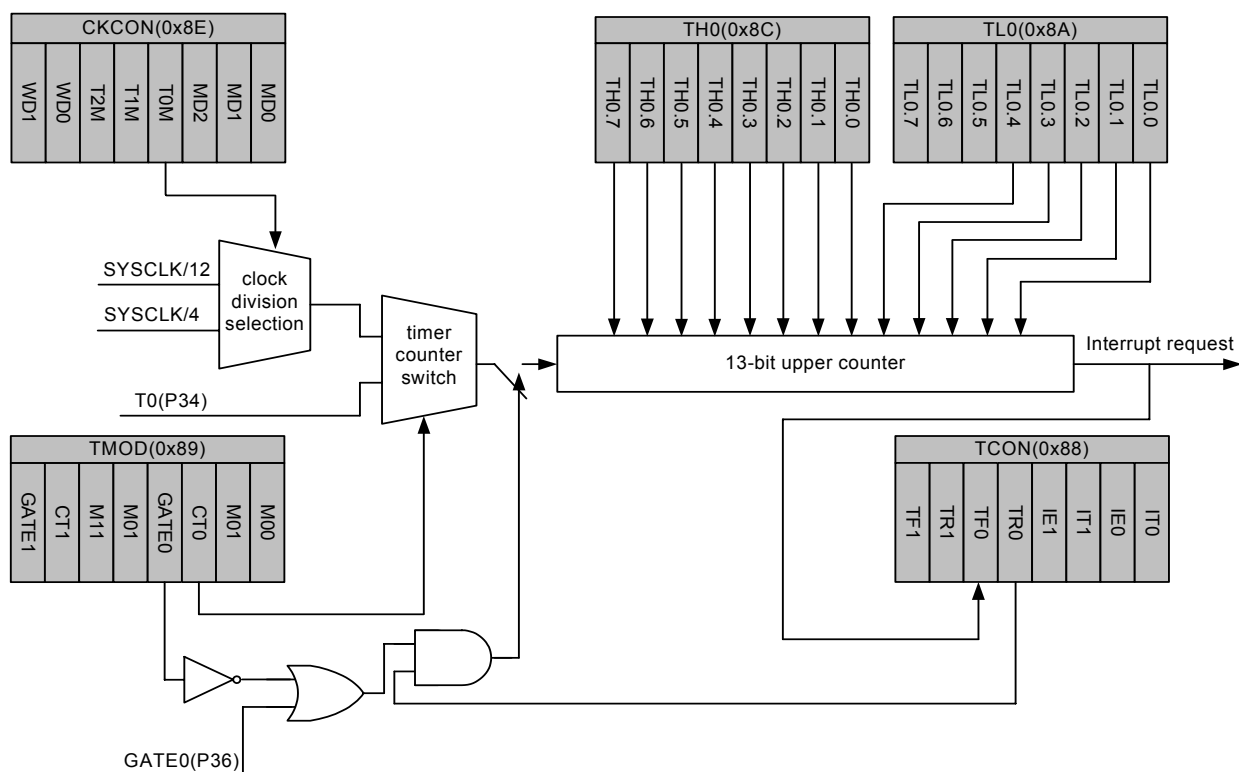 CKCON(0x8E)
WD1
WD0
T2M
T1M
T0M
MD2
MD1
MD0
TH0(0x8C)
TH0.7
TH0.6
TH0.5
TH0.4
TH0.3
TH0.2
TH0.1
TH0.0
TL0(0x8A)
TL0.7
TL0.6
TL0.5
TL0.4
TL0.3
TL0.2
TL0.1
TL0.0
SYSCLK/12
SYSCLK/4
clock
division
selection
timer
counter
switch
T0(P34)
13-bit upper counter
Interrupt request
TMOD(0x89)
GATE1
CT1
M11
M01
GATE0
CT0
M01
M00
TCON(0x88)
TF1
TR1
TF0
TR0
IE1
IT1
IE0
IT0
GATE0(P36)